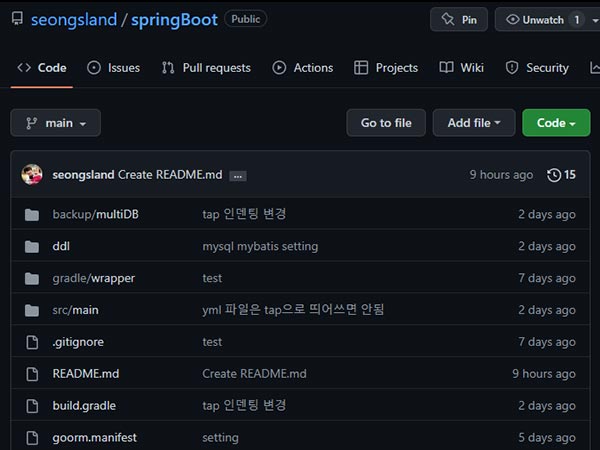 seongsland / springBoot Public Pin Unwatch 1
Code Issues Pull requests Actions Projects Wiki Security
main Go to file Add file Code
seongsland Create README.md ... 9 hours ago 15
backup/multiDB tap 인덴팅 변경 2 days ago
ddl mysql mybatis setting 2 days ago
gradle/wrapper test 7 days ago
src/main yml 파일은 tap으로 띄어쓰면 안됨 2 days ago
.gitignore test 7 days ago
README.md Create README.md 9 hours ago
build.gradle tap 인덴팅 변경 2 days ago
goorm.manifest setting 5 days ago